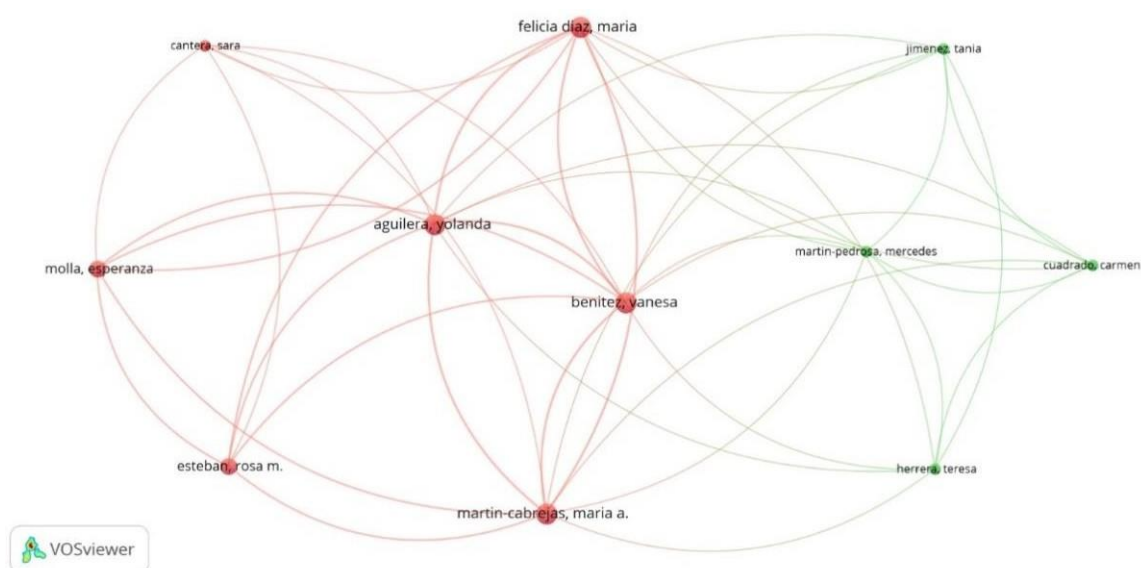 felicia diaz, maria
cantera, sara
jimenez, tania
aguilera, yolanda
martin-pedrosa, mercedes
molla, esperanza
cuadrado, carmen
benitez, vanesa
esteban, rosa m.
herrera, teresa
martin-cabrejas, maria a.
VOSviewer